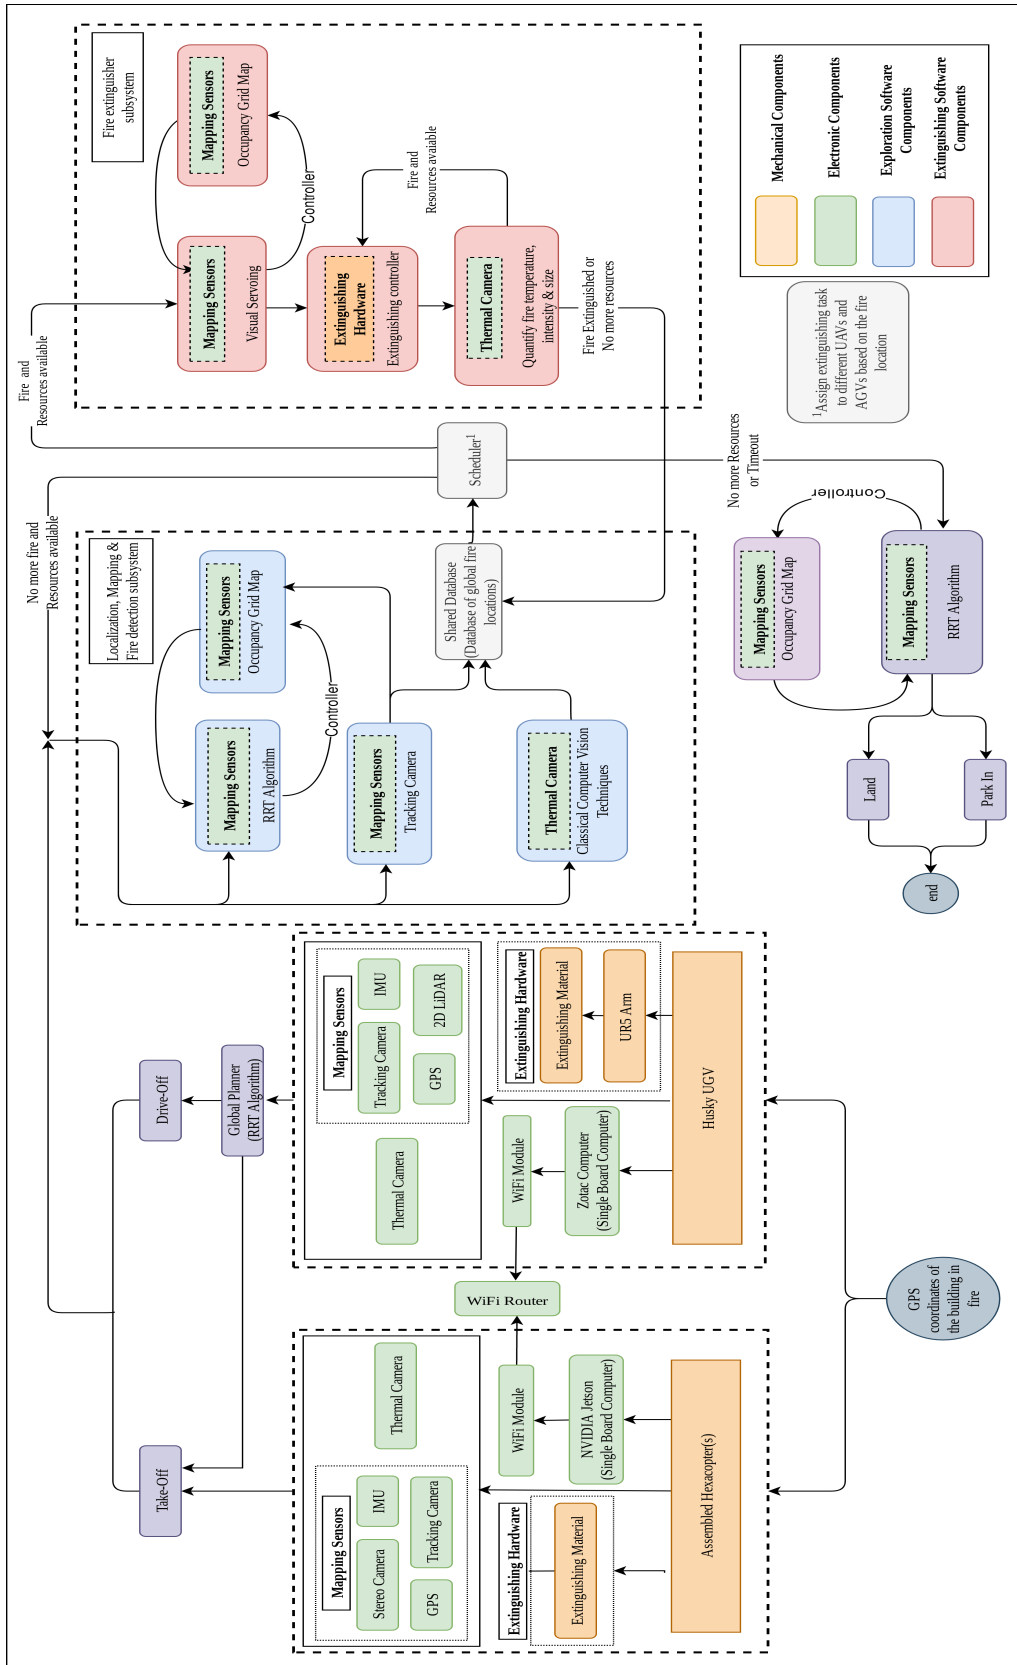 Fire extinguisher
subsystem
Mapping Sensors
Occupancy Grid Map
Mapping Sensors
Visual Servoing
Controller
Extinguishing
Hardware
Extinguishing controller
Fire and
Resources avaiable
Thermal Camera
Quantify fire temperature,
intensity & size
Fire Extinguished or
No more resources
Fire and
Resources available
No more fire and
Resources available
Mechanical Components
Electronic Components
Exploration Software
Components
Extinguishing Software
Components
1Assign extinguishing task
to different UAVs and
AGVs based on the fire
location
Scheduler1
No more Resources
or Timeout
Localization, Mapping &
Fire detection subsystem
Mapping Sensors
Occupancy Grid Map
Mapping Sensors
RRT Algorithm
Controller
Mapping Sensors
Tracking Camera
Thermal Camera
Classical Computer Vision
Techniques
Shared Database
(Database of global fire
locations)
Controller
Mapping Sensors
Occupancy Grid Map
Mapping Sensors
RRT Algorithm
Land
Park In
end
Drive-Off
Global Planner
(RRT Algorithm)
Take-Off
Mapping Sensors
IMU
Tracking Camera
2D LiDAR
GPS
Thermal Camera
Extinguishing Hardware
Extinguishing Material
UR5 Arm
WiFi Module
Zotac Computer
(Single Board Computer)
Husky UGV
WiFi Router
GPS
coordinates of
the building in
fire
Thermal Camera
Mapping Sensors
IMU
Stereo Camera
Tracking Camera
GPS
WiFi Module
NVIDIA Jetson
(Single Board Computer)
Extinguishing Hardware
Extinguishing Material
Assembled Hexacopter(s)